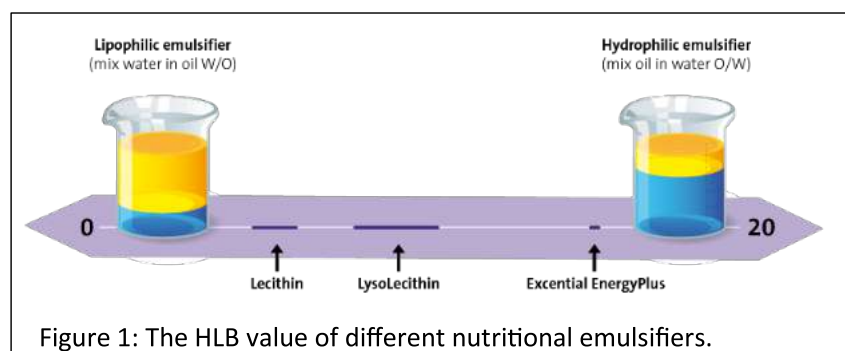 Lipophilic emulsifier
(mix water in oil W/O)
Hydrophilic emulsifier
(mix oil in water O/W)
0
20
Lecithin
LysoLecithin
Excential EnergyPlus
Figure 1: The HLB value of different nutritional emulsifiers.